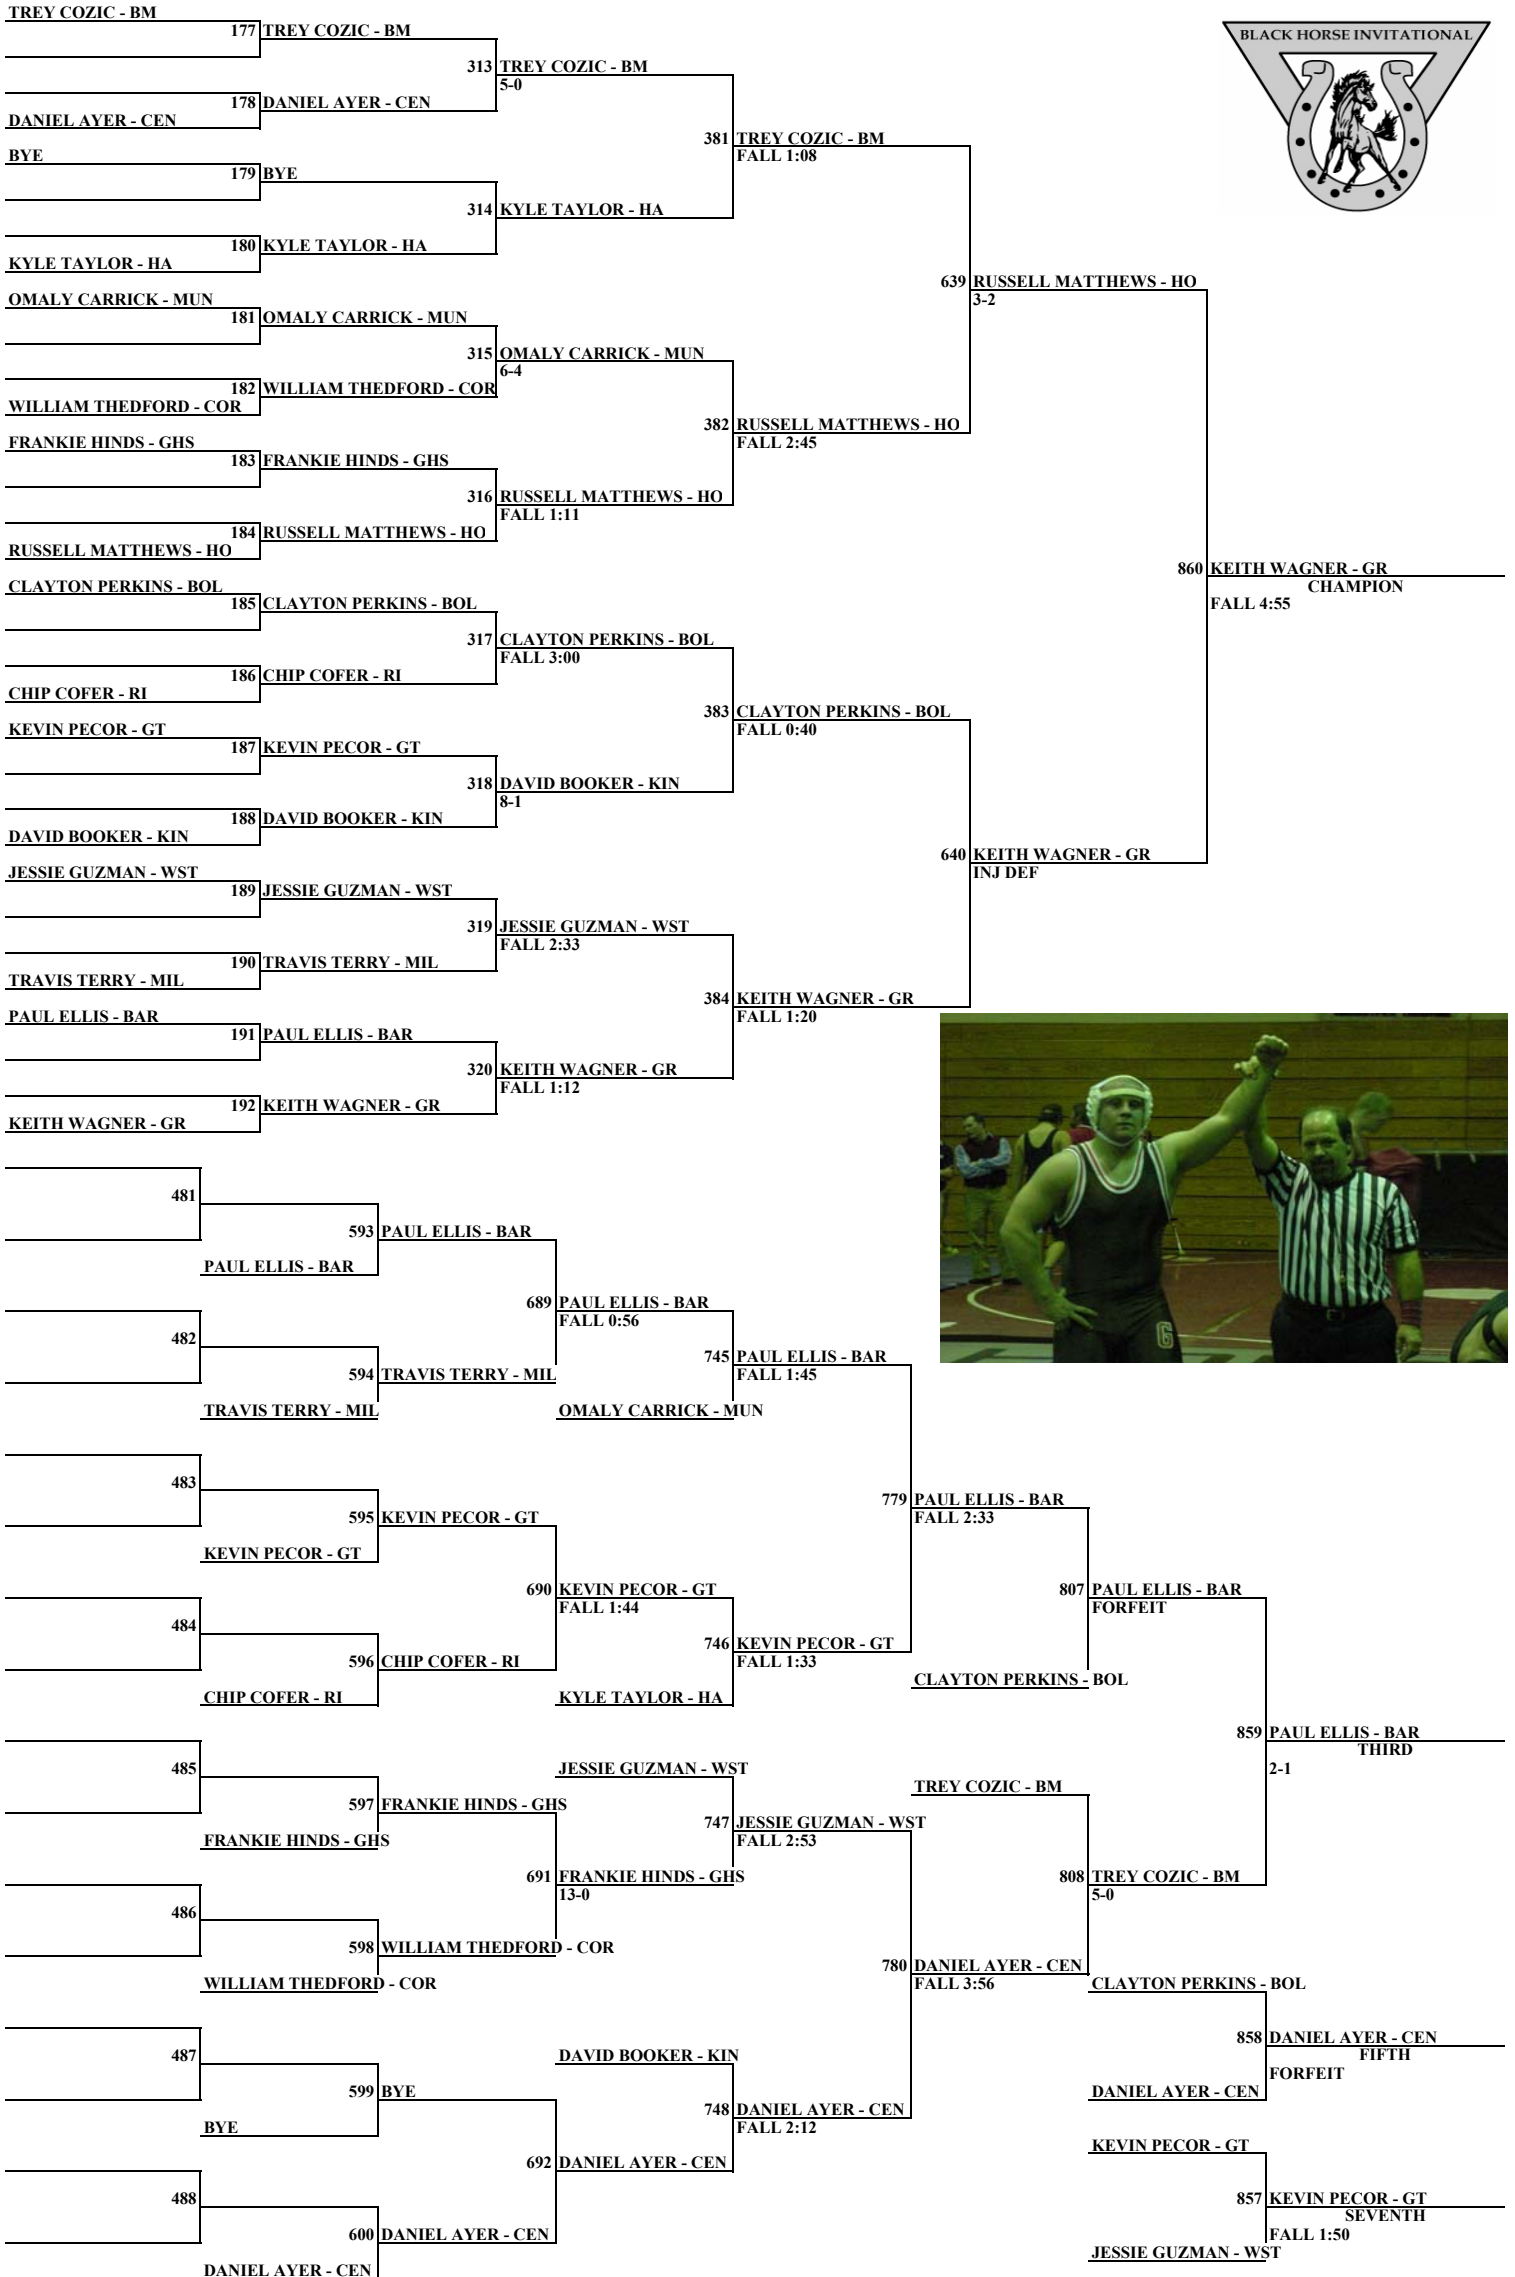 TREY COZIC - BM
177 TREY COZIC - BM
BLACK HORSE INVITATIONAL
313 TREY COZIC - BM
5-0
178 DANIEL AYER - CEN
DANIEL AYER - CEN
381 TREY COZIC - BM
FALL 1:08
BYE
179 BYE
314 KYLE TAYLOR - HA
180 KYLE TAYLOR - HA
KYLE TAYLOR - HA
639 RUSSELL MATTHEWS - HO
3-2
OMALY CARRICK - MUN
181 OMALY CARRICK - MUN
315 OMALY CARRICK - MUN
6-4
182 WILLIAM THEDFORD - COR
WILLIAM THEDFORD - COR
382 RUSSELL MATTHEWS - HO
FALL 2:45
FRANKIE HINDS - GHS
183 FRANKIE HINDS - GHS
316 RUSSELL MATTHEWS - HO
FALL 1:11
184 RUSSELL MATTHEWS - HO
RUSSELL MATTHEWS - HO
860 KEITH WAGNER - GR
CHAMPION
FALL 4:55
CLAYTON PERKINS - BOL
185 CLAYTON PERKINS - BOL
317 CLAYTON PERKINS - BOL
FALL 3:00
186 CHIP COFER - RI
CHIP COFER - RI
383 CLAYTON PERKINS - BOL
FALL 0:40
KEVIN PECOR - GT
187 KEVIN PECOR - GT
318 DAVID BOOKER - KIN
8-1
188 DAVID BOOKER - KIN
DAVID BOOKER - KIN
640 KEITH WAGNER - GR
INJ DEF
JESSIE GUZMAN - WST
189 JESSIE GUZMAN - WST
319 JESSIE GUZMAN - WST
FALL 2:33
190 TRAVIS TERRY - MIL
TRAVIS TERRY - MIL
384 KEITH WAGNER - GR
FALL 1:20
PAUL ELLIS - BAR
191 PAUL ELLIS - BAR
320 KEITH WAGNER - GR
FALL 1:12
192 KEITH WAGNER - GR
KEITH WAGNER - GR
G
481
593 PAUL ELLIS - BAR
PAUL ELLIS - BAR
689 PAUL ELLIS - BAR
FALL 0:56
482
745 PAUL ELLIS - BAR
FALL 1:45
594 TRAVIS TERRY - MIL
TRAVIS TERRY - MIL
OMALY CARRICK - MUN
483
779 PAUL ELLIS - BAR
FALL 2:33
595 KEVIN PECOR - GT
KEVIN PECOR - GT
690 KEVIN PECOR - GT
FALL 1:44
807 PAUL ELLIS - BAR
FORFEIT
484
746 KEVIN PECOR - GT
FALL 1:33
596 CHIP COFER - RI
CLAYTON PERKINS - BOL
CHIP COFER - RI
KYLE TAYLOR - HA
859 PAUL ELLIS - BAR
THIRD
2-1
485
JESSIE GUZMAN - WST
TREY COZIC - BM
597 FRANKIE HINDS - GHS
747 JESSIE GUZMAN - WST
FALL 2:53
FRANKIE HINDS - GHS
691 FRANKIE HINDS - GHS
13-0
808 TREY COZIC - BM
5-0
486
598 WILLIAM THEDFORD - COR
780 DANIEL AYER - CEN
FALL 3:56
WILLIAM THEDFORD - COR
CLAYTON PERKINS - BOL
858 DANIEL AYER - CEN
FIFTH
FORFEIT
487
DAVID BOOKER - KIN
599 BYE
DANIEL AYER - CEN
748 DANIEL AYER - CEN
FALL 2:12
BYE
KEVIN PECOR - GT
692 DANIEL AYER - CEN
488
857 KEVIN PECOR - GT
SEVENTH
FALL 1:50
600 DANIEL AYER - CEN
JESSIE GUZMAN - WST
DANIEL AYER - CEN